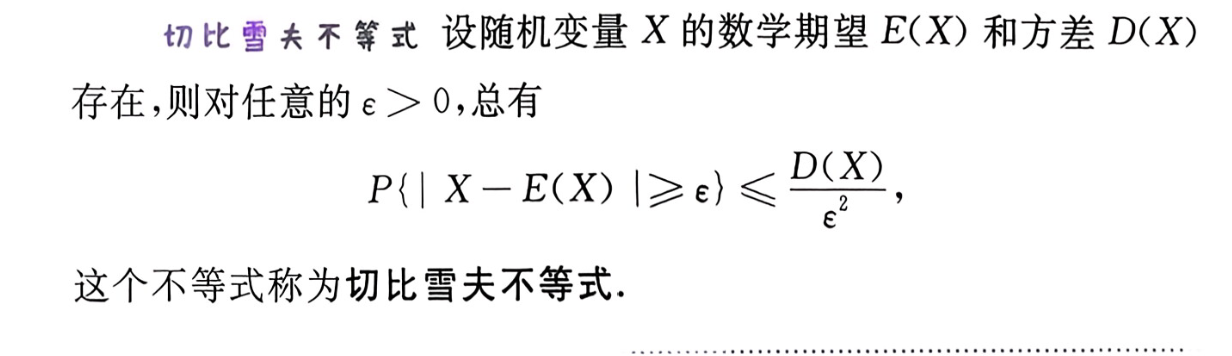 切比雪夫不等式 设随机变量 X 的数学期望 E(X) 和方差 D(X)
存在,则对任意的 ε > 0,总有
P{| X − E(X) |⩾ ε} ⩽ D(X)/ε²,
这个不等式称为切比雪夫不等式.